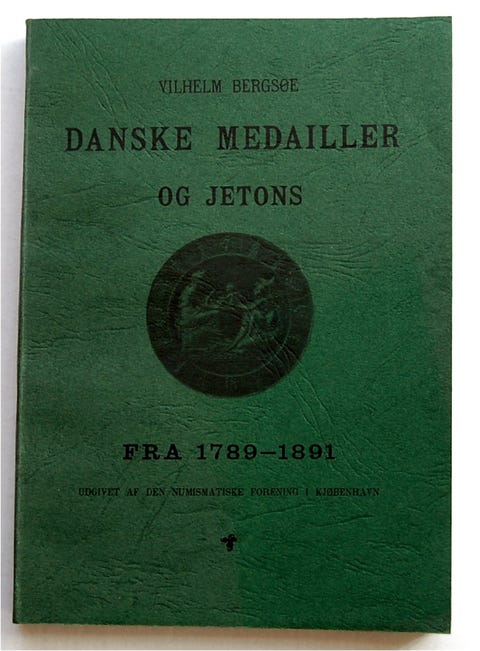 VILHELM BERGSØE
DANSKE MEDAILLER
OG JETONS
FRA 1789–1891
UDGIVET AF DEN NUMISMATISKE FORENING I KJØBENHAVN